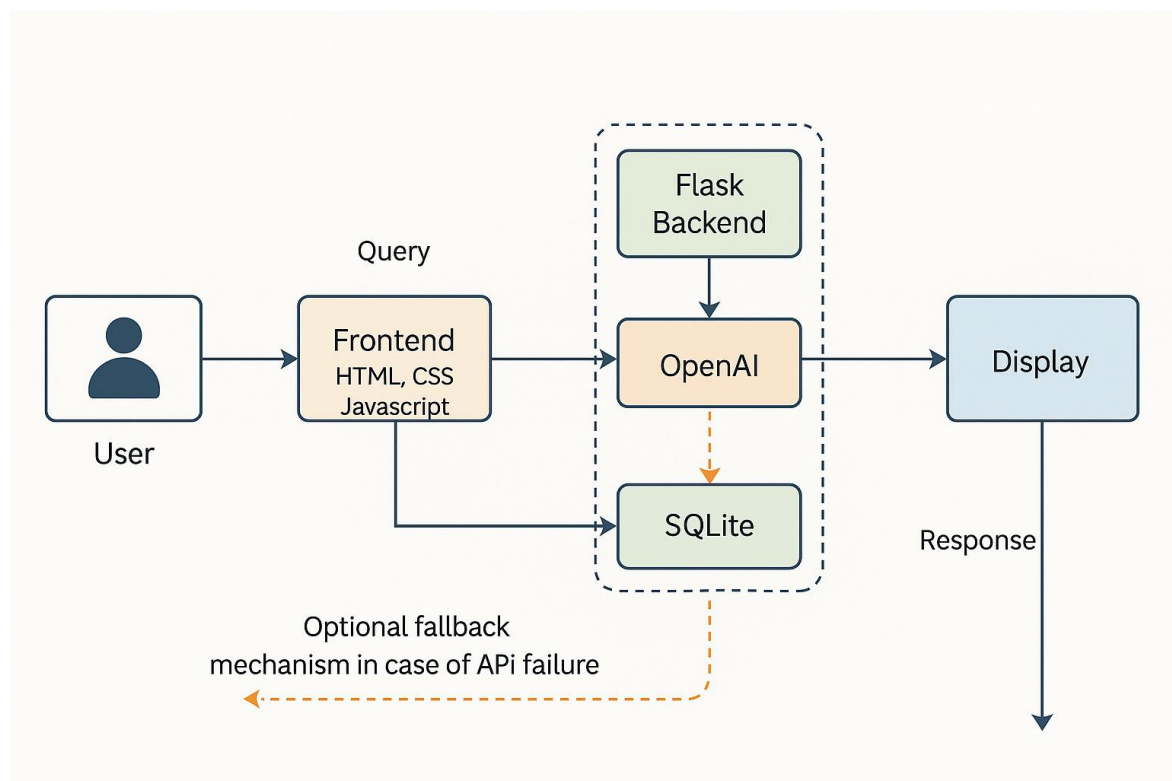 Flask
Backend
Query
Frontend
HTML, CSS
Javascript
OpenAI
Display
User
SQLite
Response
Optional fallback
mechanism in case of APi failure